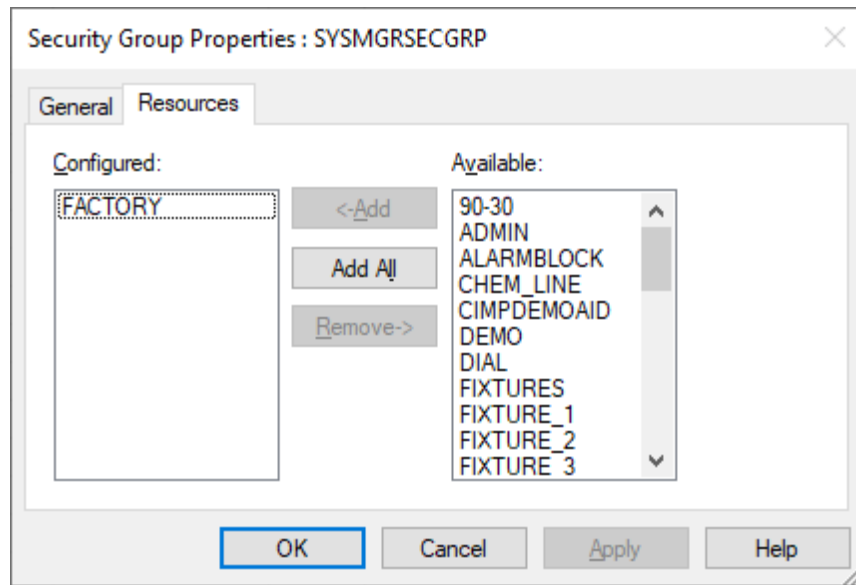 Security Group Properties : SYSMGRSECGRP
General
Resources
Configured:
Available:
FACTORY
<-Add
Add All
Remove->
90-30
ADMIN
ALARMBLOCK
CHEM_LINE
CIMPDEMOAID
DEMO
DIAL
FIXTURES
FIXTURE_1
FIXTURE_2
FIXTURE_3
OK
Cancel
Apply
Help